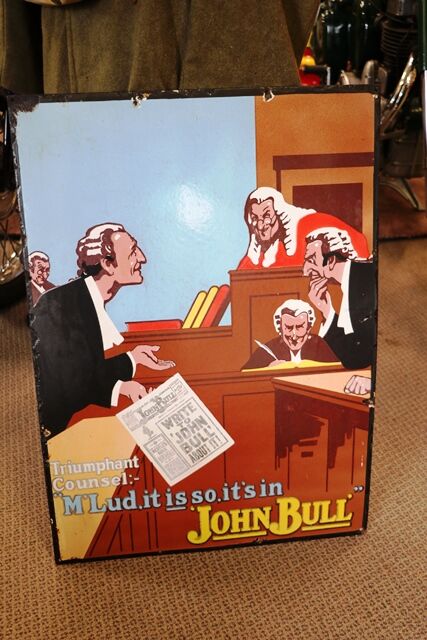 JOHN BULL
WRITE
TO
JOHN
BULL
ABOUT IT!
Triumphant
Counsel:-
"M'Lud, it is so, it's in
'JOHN BULL'"